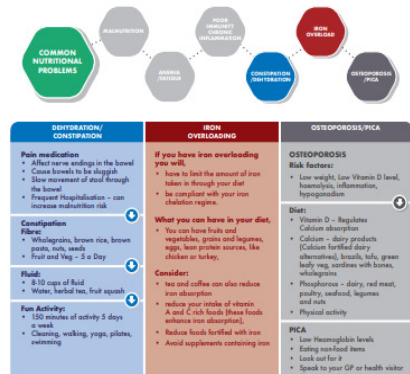 COMMON
NUTRITIONAL
PROBLEMS
MALNUTRITION
ANEMIA
/FATIGUE
POOR
IMMUNITY
CHRONIC
INFLAMMATION
CONSTIPATION
/DEHYDRATION
IRON
OVERLOAD
OSTEOPOROSIS
/PICA
DEHYDRATION/
CONSTIPATION
Pain medication
• Affect nerve endings in the bowel
• Cause bowels to be sluggish
• Slow movement of stool through
the bowel
• Frequent Hospitalisation – can
increase malnutrition risk
Constipation
Fibre:
• Wholegrains, brown rice, brown
pasta, nuts, seeds
• Fruit and Veg – 5 a Day
Fluid:
• 8-10 cups of fluid
• Water, herbal tea, fruit squash
Fun Activity:
• 150 minutes of activity 5 days
a week
• Cleaning, walking, yoga, pilates,
swimming
IRON
OVERLOADING
If you have iron overloading
you will,
• have to limit the amount of iron
taken in through your diet
• be compliant with your iron
chelation regime.
What you can have in your diet,
• You can have fruits and
vegetables, grains and legumes,
eggs, lean protein sources, like
chicken or turkey,
Consider:
• tea and coffee can also reduce
iron absorption
• reduce your intake of vitamin
A and C rich foods (these foods
enhance iron absorption),
• Reduce foods fortified with iron
• Avoid supplements containing iron
OSTEOPOROSIS/PICA
OSTEOPOROSIS
Risk factors:
• Low weight, Low Vitamin D level,
haemolysis, inflammation,
hypogonadism
Diet:
• Vitamin D – Regulates
Calcium absorption
• Calcium – dairy products
(Calcium fortified dairy
alternatives), brazils, tofu, green
leafy veg, sardines with bones,
wholegrains
• Phosphorous – dairy, red meat,
poultry, seafood, legumes
and nuts
• Physical activity
PICA
• Low Haemoglobin levels
• Eating non-food items
• Look out for it
• Speak to your GP or health visitor